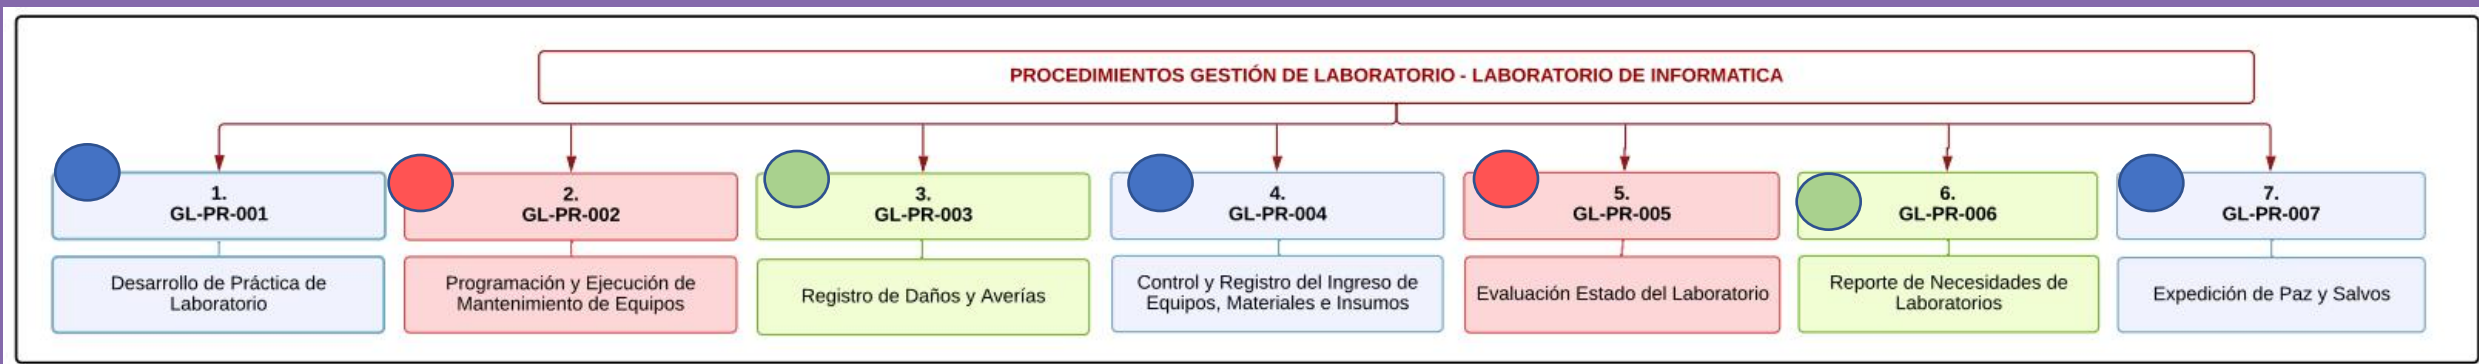 PROCEDIMIENTOS GESTIÓN DE LABORATORIO - LABORATORIO DE INFORMATICA
1.
GL-PR-001
Desarrollo de Práctica de
Laboratorio
2.
GL-PR-002
Programación y Ejecución de
Mantenimiento de Equipos
3.
GL-PR-003
Registro de Daños y Averías
4.
GL-PR-004
Control y Registro del Ingreso de
Equipos, Materiales e Insumos
5.
GL-PR-005
Evaluación Estado del Laboratorio
6.
GL-PR-006
Reporte de Necesidades de
Laboratorios
7.
GL-PR-007
Expedición de Paz y Salvos